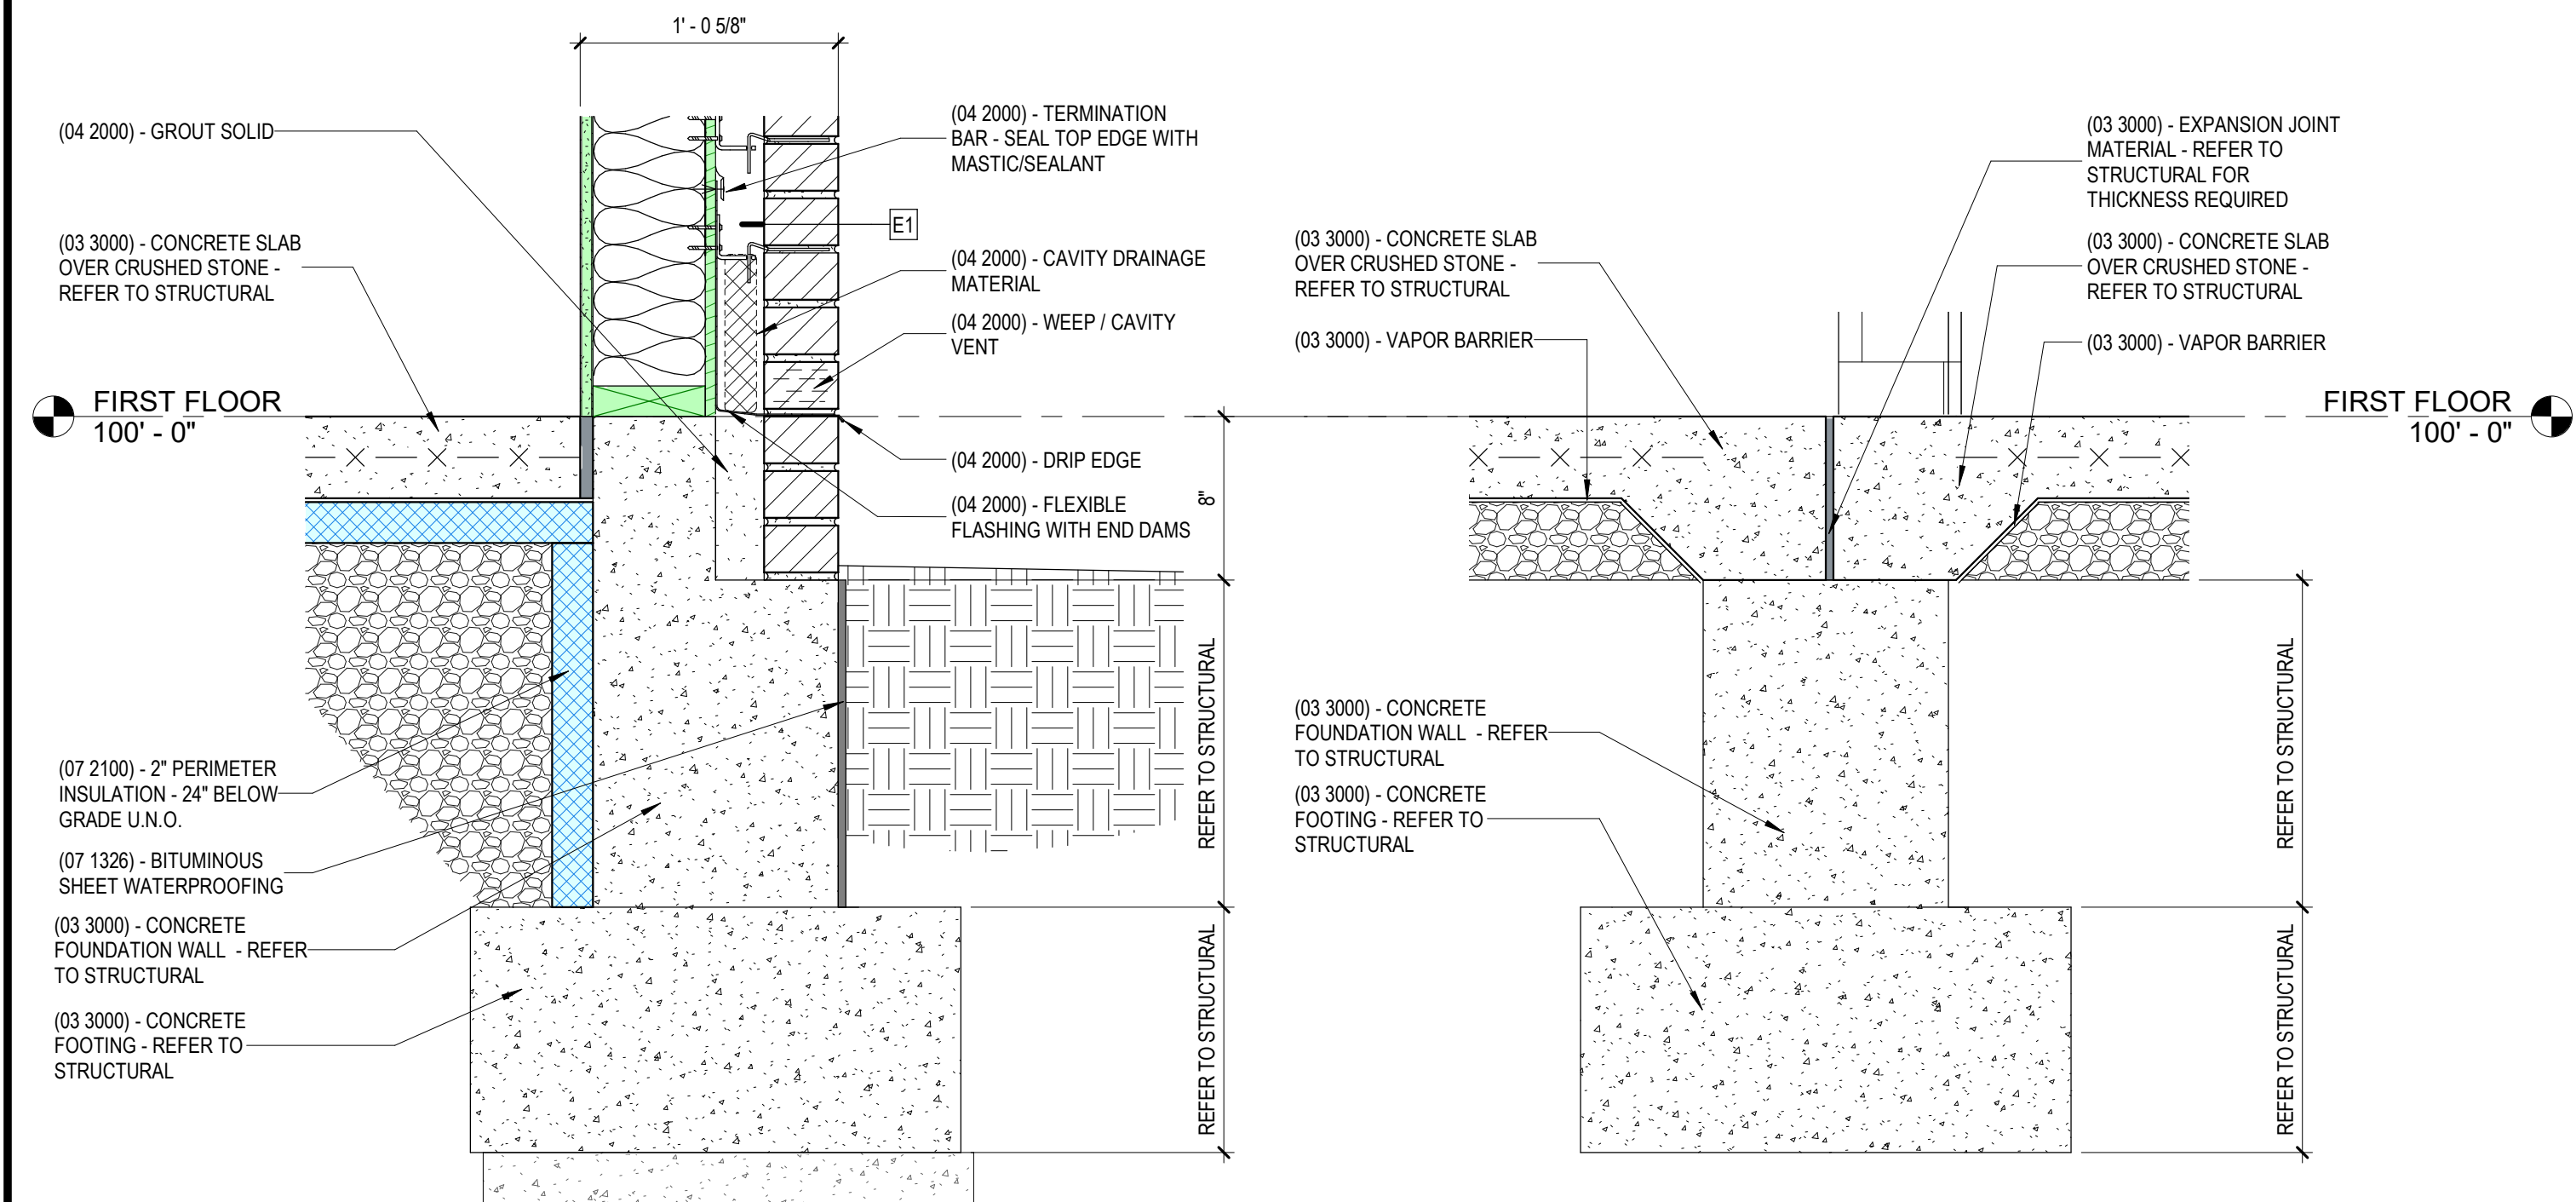 1' - 0 5/8"
(04 2000) - GROUT SOLID
(03 3000) - CONCRETE SLAB
OVER CRUSHED STONE -
REFER TO STRUCTURAL
FIRST FLOOR
100' - 0"
(07 2100) - 2" PERIMETER
INSULATION - 24" BELOW
GRADE U.N.O.
(07 1326) - BITUMINOUS
SHEET WATERPROOFING
(03 3000) - CONCRETE
FOUNDATION WALL - REFER
TO STRUCTURAL
(03 3000) - CONCRETE
FOOTING - REFER TO
STRUCTURAL
(04 2000) - TERMINATION
BAR - SEAL TOP EDGE WITH
MASTIC/SEALANT
E1
(04 2000) - CAVITY DRAINAGE
MATERIAL
(04 2000) - WEEP / CAVITY
VENT
(04 2000) - DRIP EDGE
(04 2000) - FLEXIBLE
FLASHING WITH END DAMS
8"
REFER TO STRUCTURAL
REFER TO STRUCTURAL
(03 3000) - CONCRETE SLAB
OVER CRUSHED STONE -
REFER TO STRUCTURAL
(03 3000) - VAPOR BARRIER
(03 3000) - CONCRETE
FOUNDATION WALL - REFER
TO STRUCTURAL
(03 3000) - CONCRETE
FOOTING - REFER TO
STRUCTURAL
(03 3000) - EXPANSION JOINT
MATERIAL - REFER TO
STRUCTURAL FOR
THICKNESS REQUIRED
(03 3000) - CONCRETE SLAB
OVER CRUSHED STONE -
REFER TO STRUCTURAL
(03 3000) - VAPOR BARRIER
FIRST FLOOR
100' - 0"
REFER TO STRUCTURAL
REFER TO STRUCTURAL